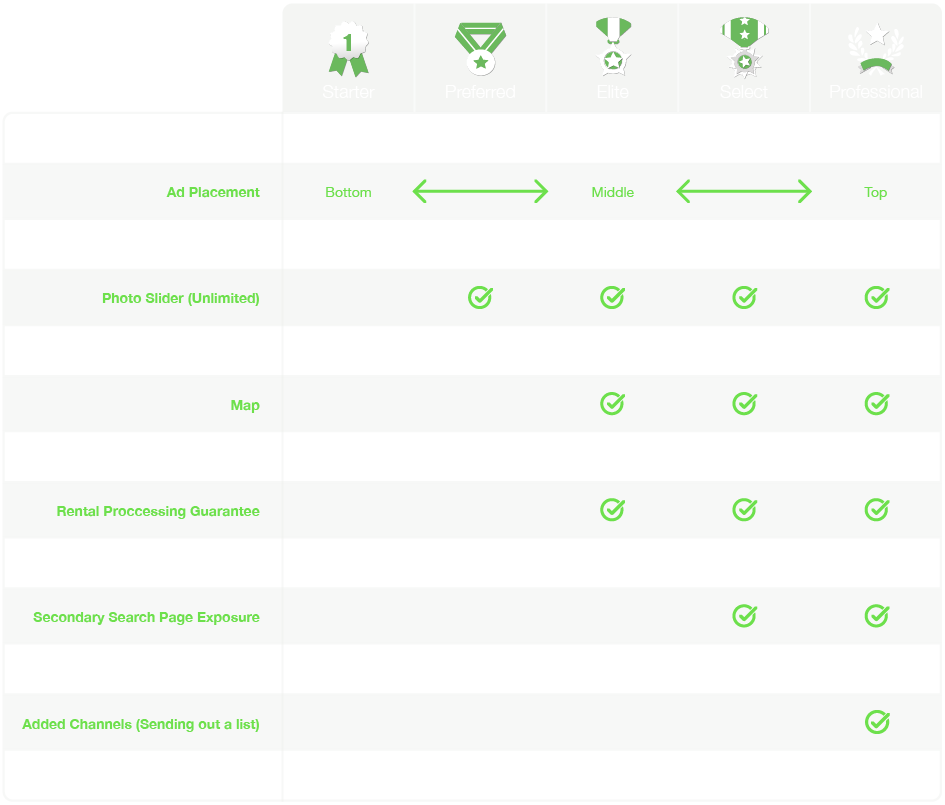 1
Starter Preferred Elite Select Professional
Ad Placement Bottom Middle Top
Photo Slider (Unlimited)
Map
Rental Proccessing Guarantee
Secondary Search Page Exposure
Added Channels (Sending out a list)